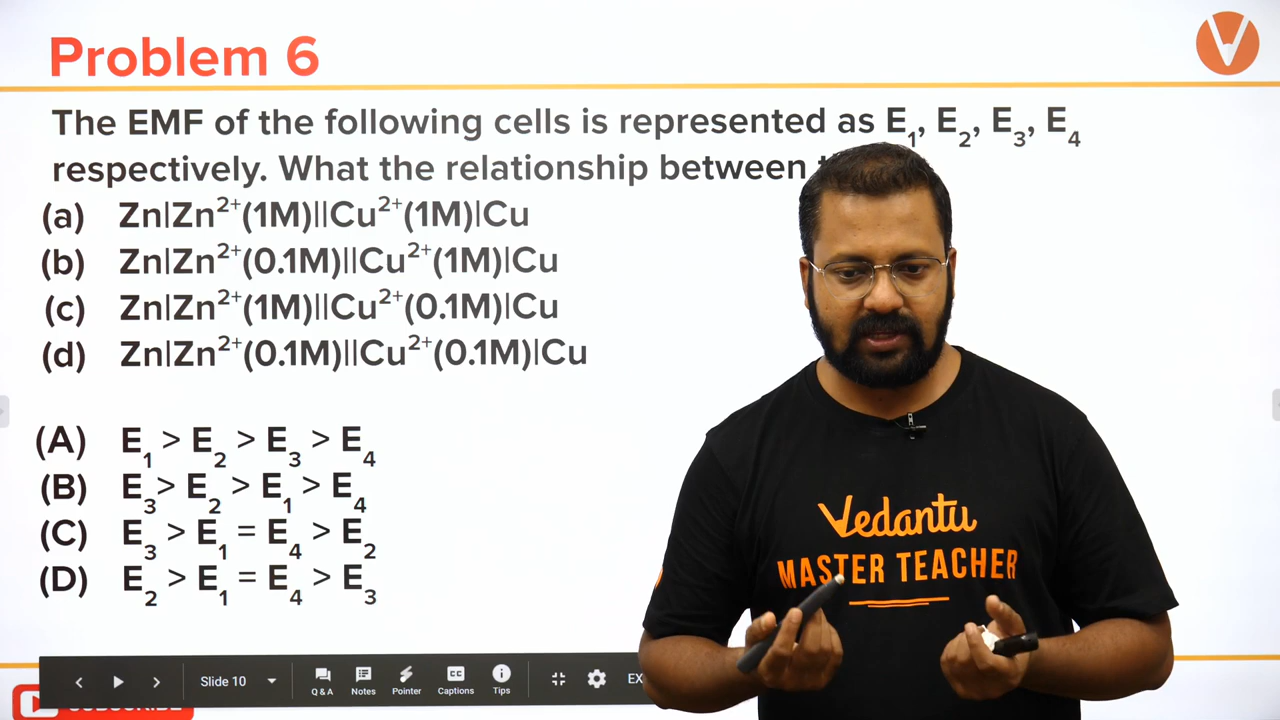 Problem 6
The EMF of the following cells is represented as E₁, E₂, E₃, E₄
respectively. What the relationship between
(a) Zn|Zn²⁺(1M)||Cu²⁺(1M)|Cu
(b) Zn|Zn²⁺(0.1M)||Cu²⁺(1M)|Cu
(c) Zn|Zn²⁺(1M)||Cu²⁺(0.1M)|Cu
(d) Zn|Zn²⁺(0.1M)||Cu²⁺(0.1M)|Cu
(A) E₁ > E₂ > E₃ > E₄
(B) E₃> E₂ > E₁ > E₄
(C) E₃ > E₁ = E₄ > E₂
(D) E₂ > E₁ = E₄ > E₃
Vedantu
MASTER TEACHER
Slide 10
Q & A
Notes
Pointer
CC
Captions
Tips
SUBSCRIBE